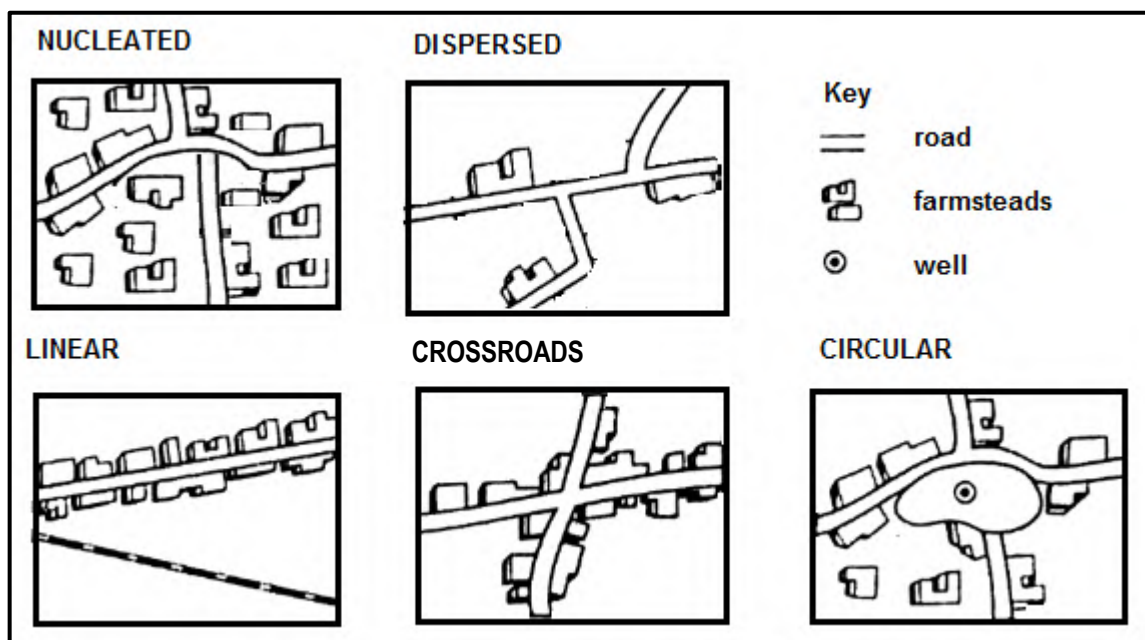 NUCLEATED
DISPERSED
Key
road
farmsteads
well
LINEAR
CROSSROADS
CIRCULAR